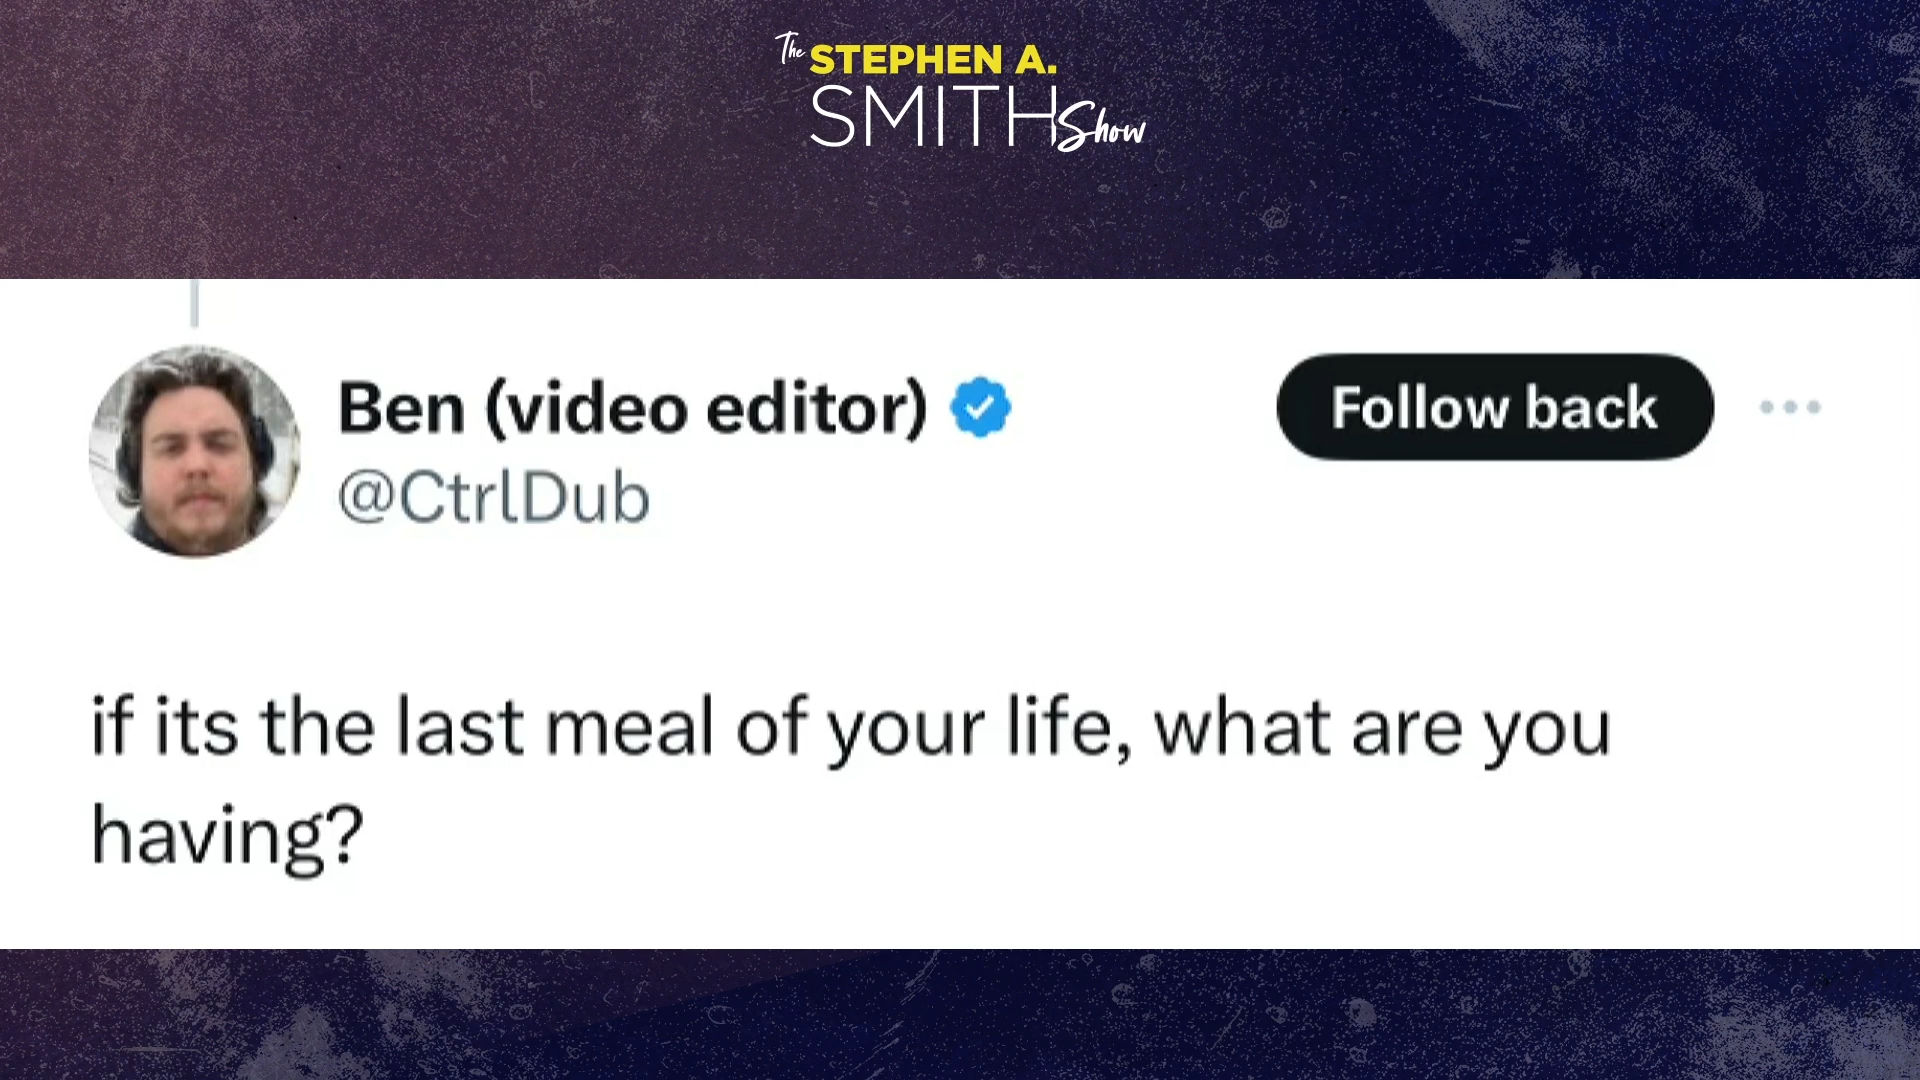 The STEPHEN A.
SMITH Show
Ben (video editor)
Follow back
@CtrlDub
if its the last meal of your life, what are you
having?